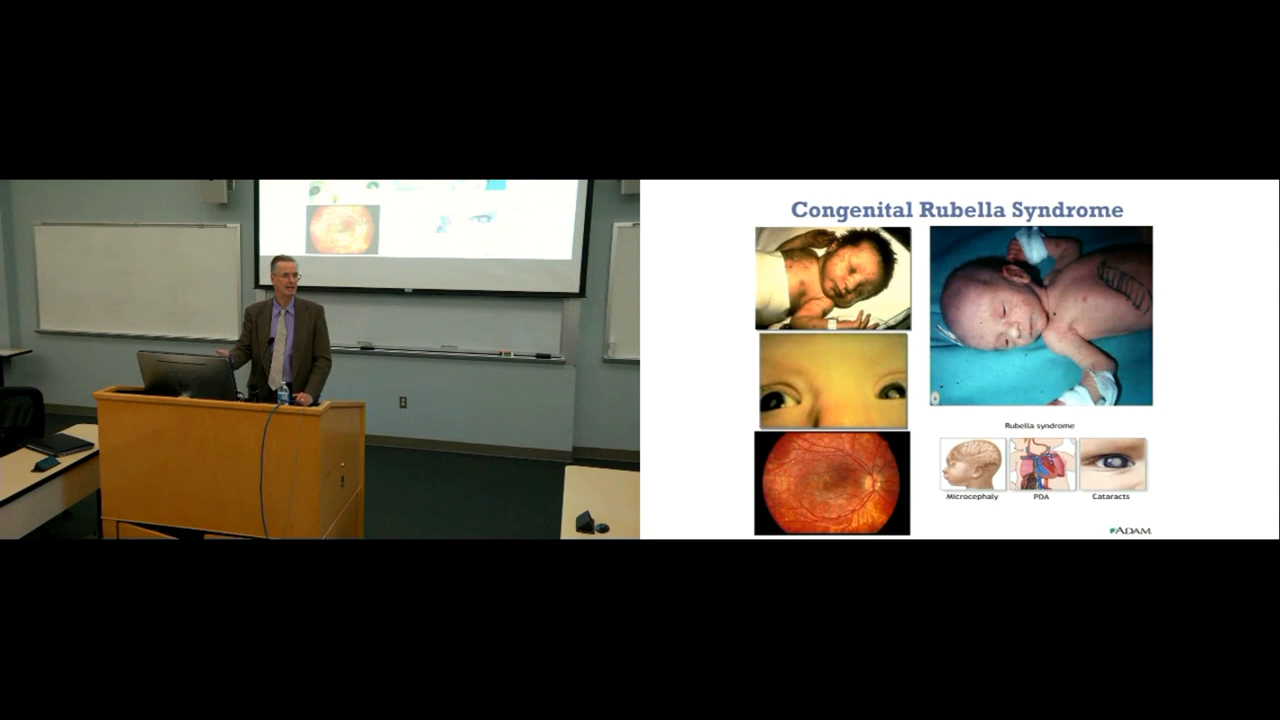 Congenital Rubella Syndrome
Rubella syndrome
Microcephaly
PDA
Cataracts
ADAM.